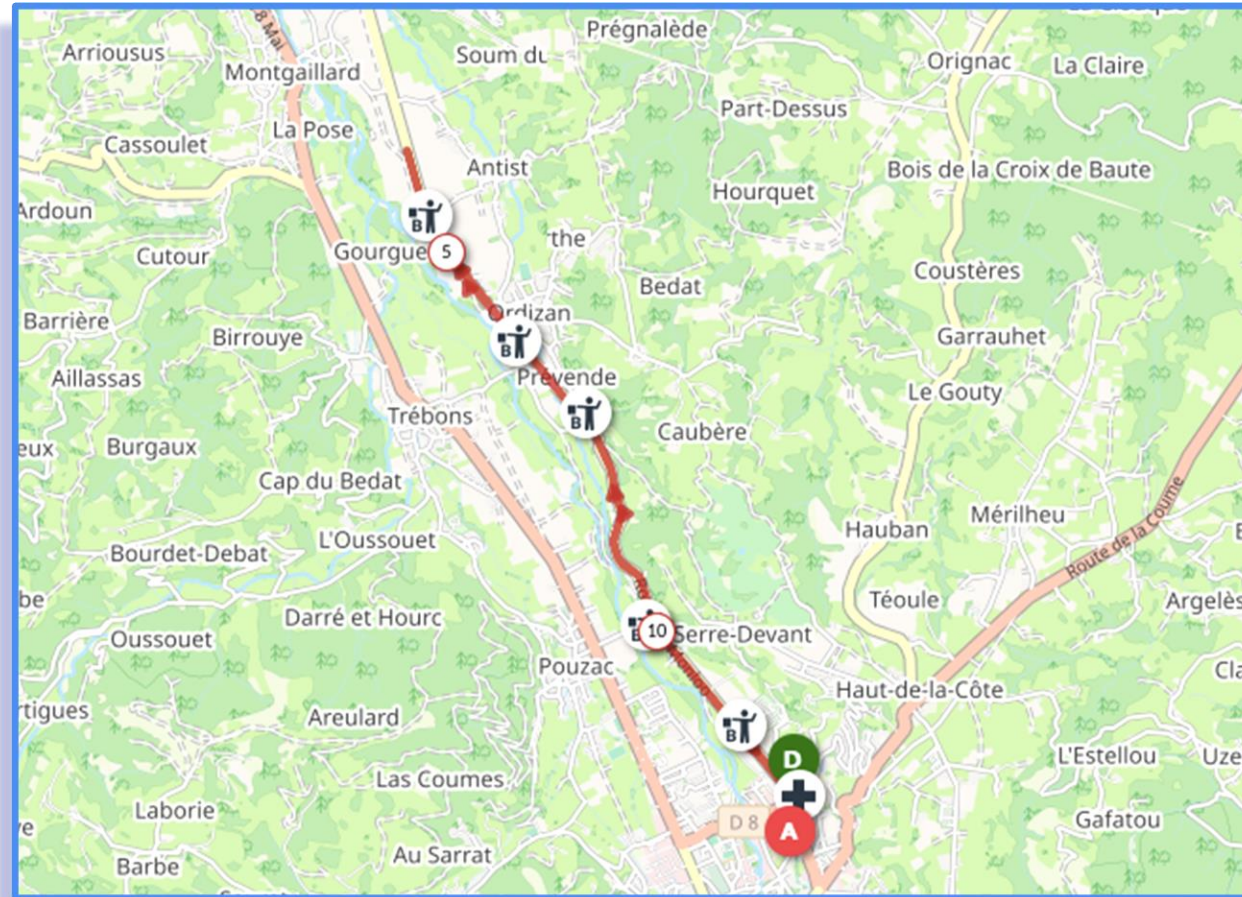 8 Mai
Prégnalède
Arriousus
Soum du
Orignac
La Claire
Montgaillard
Part-Dessus
La Pose
Cassoulet
Antist
Bois de la Croix de Baute
Hourquet
Ardoun
the
Gourgue
5
Cutour
Coustères
Bedat
Ordizan
Barrière
Birrouye
Garrauhet
B
Prévende
Aillassas
Le Gouty
B
Trébons
Caubère
eux
Burgaux
Cap du Bedat
Mérilheu
Hauban
L'Oussouet
Route de la Coume
Bourdet-Debat
be
Téoule
Argelès
Darré et Hourc
10
Serre-Devant
Oussouet
Pouzac
Haut-de-la-Côte
rtigues
Areulard
B
D
L'Estellou
Uze
Las Coumes
Laborie
D 8
A
Gafatou
Au Sarrat
Barbe